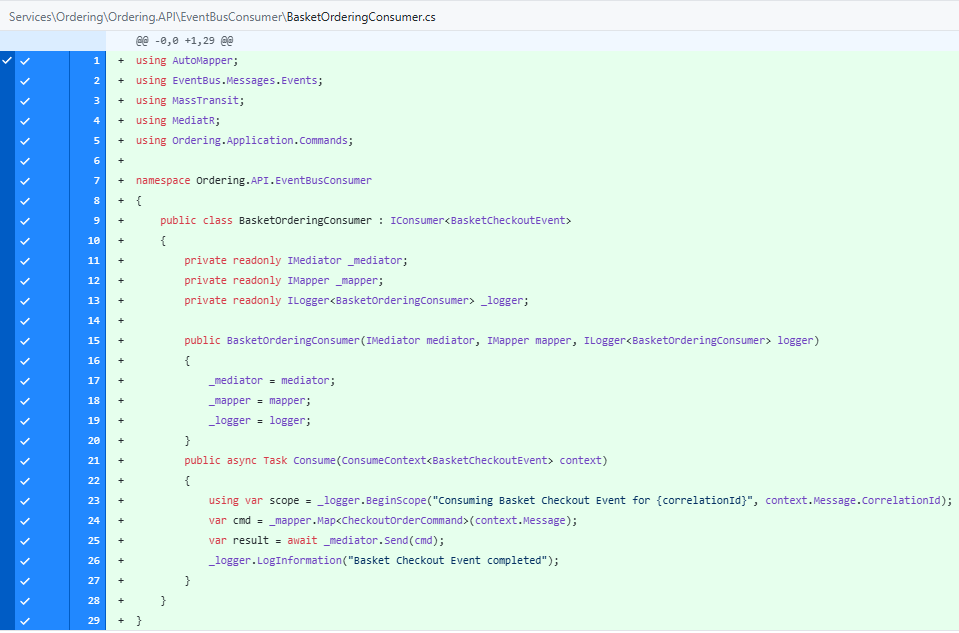 Services\Ordering\Ordering.API\EventBusConsumer\BasketOrderingConsumer.cs
@@ -0,0 +1,29 @@
1 + using AutoMapper;
2 + using EventBus.Messages.Events;
3 + using MassTransit;
4 + using MediatR;
5 + using Ordering.Application.Commands;
6 +
7 + namespace Ordering.API.EventBusConsumer
8 + {
9 +     public class BasketOrderingConsumer : IConsumer<BasketCheckoutEvent>
10 +     {
11 +         private readonly IMediator _mediator;
12 +         private readonly IMapper _mapper;
13 +         private readonly ILogger<BasketOrderingConsumer> _logger;
14 +
15 +         public BasketOrderingConsumer(IMediator mediator, IMapper mapper, ILogger<BasketOrderingConsumer> logger)
16 +         {
17 +             _mediator = mediator;
18 +             _mapper = mapper;
19 +             _logger = logger;
20 +         }
21 +         public async Task Consume(ConsumeContext<BasketCheckoutEvent> context)
22 +         {
23 +             using var scope = _logger.BeginScope("Consuming Basket Checkout Event for {correlationId}", context.Message.CorrelationId);
24 +             var cmd = _mapper.Map<CheckoutOrderCommand>(context.Message);
25 +             var result = await _mediator.Send(cmd);
26 +             _logger.LogInformation("Basket Checkout Event completed");
27 +         }
28 +     }
29 + }